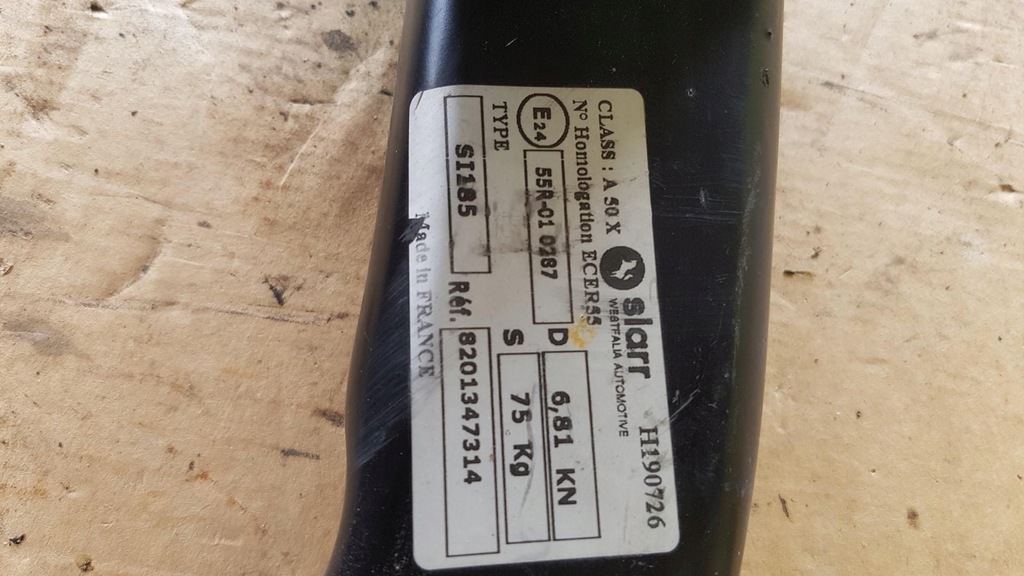 CLASS : A 50 X
siarr
H190726
WESTFALIA AUTOMOTIVE
N° Homologation ECER55
E24
55R-01 0287
D
6,81 KN
TYPE
S
75 Kg
SI185
Réf.
8201347314
Made in FRANCE